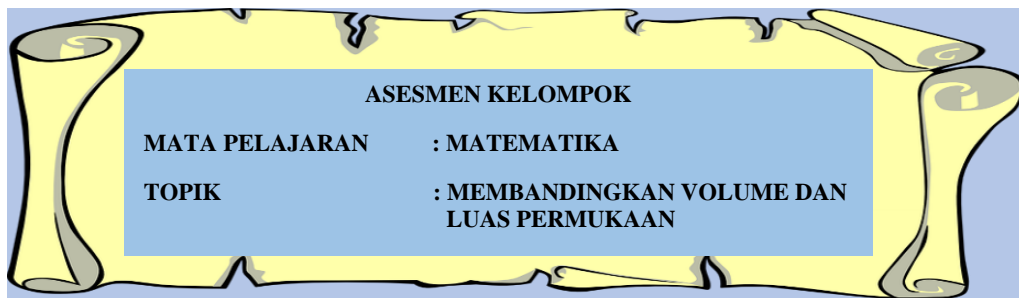 ASESMEN KELOMPOK
MATA PELAJARAN : MATEMATIKA
TOPIK : MEMBANDINGKAN VOLUME DAN
LUAS PERMUKAAN